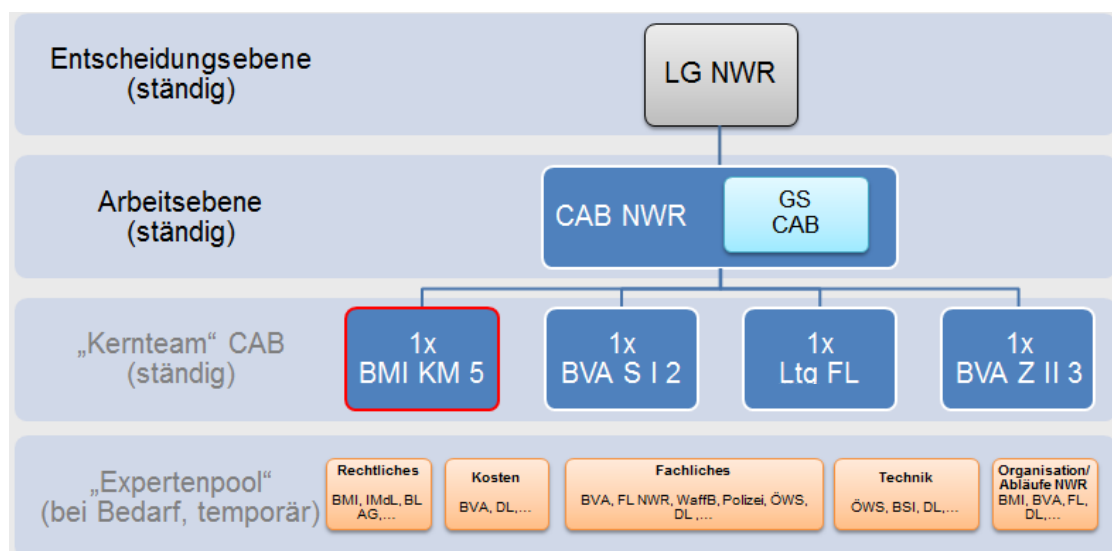 Entscheidungsebene
(ständig)
LG NWR
Arbeitsebene
(ständig)
CAB NWR
GS
CAB
„Kernteam“ CAB
(ständig)
1x
BMI KM 5
1x
BVA S I 2
1x
Ltg FL
1x
BVA Z II 3
„Expertenpool“
(bei Bedarf, temporär)
Rechtliches
BMI, IMdL, BL
AG,...
Kosten
BVA, DL,...
Fachliches
BVA, FL NWR, WaffB, Polizei, ÖWS,
DL ,...
Technik
ÖWS, BSI, DL,...
Organisation/
Abläufe NWR
BMI, BVA, FL,
DL,...